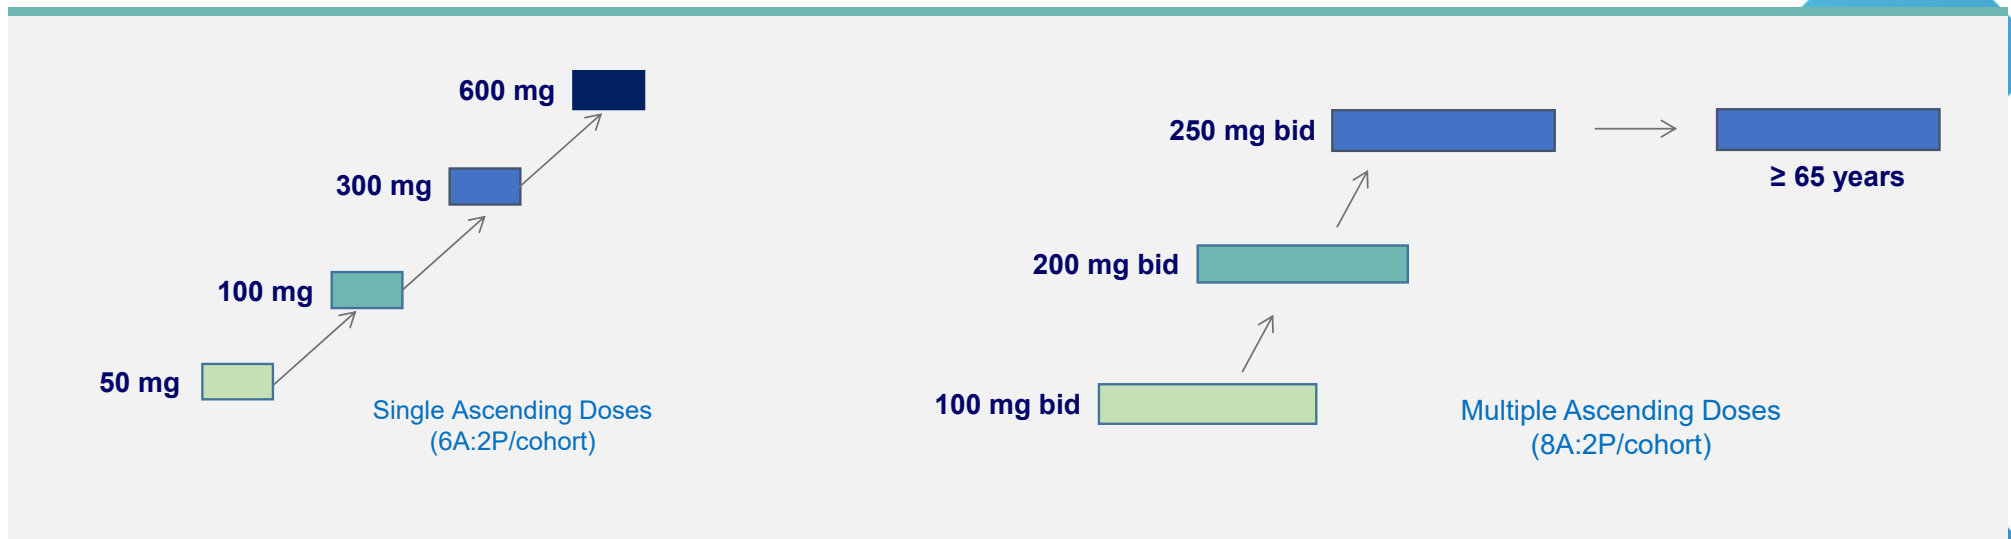 600 mg
300 mg
100 mg
50 mg
Single Ascending Doses
(6A:2P/cohort)
250 mg bid
≥ 65 years
200 mg bid
100 mg bid
Multiple Ascending Doses
(8A:2P/cohort)